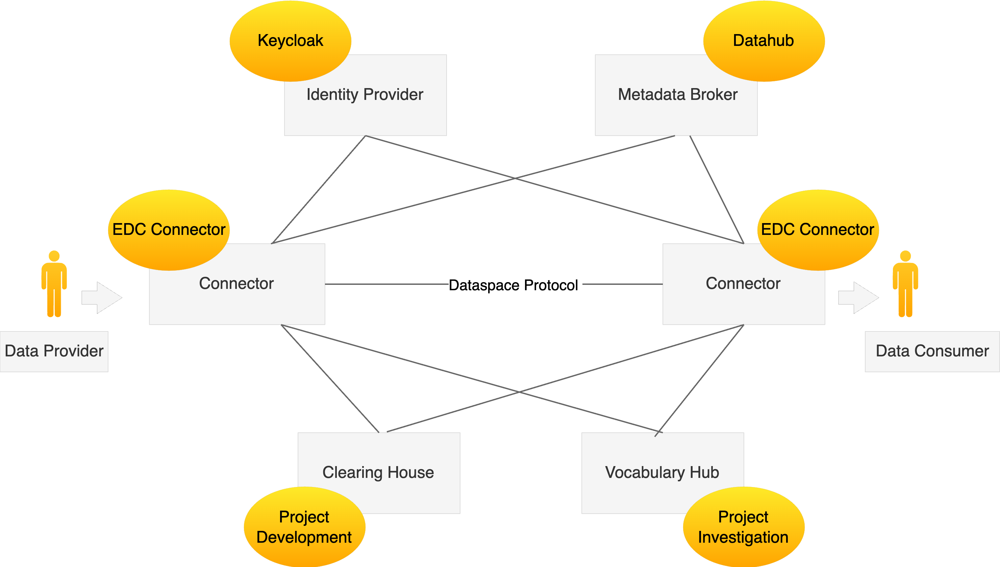 Keycloak
Datahub
Identity Provider
Metadata Broker
EDC Connector
EDC Connector
Connector
Dataspace Protocol
Connector
Data Provider
Data Consumer
Clearing House
Vocabulary Hub
Project
Development
Project
Investigation